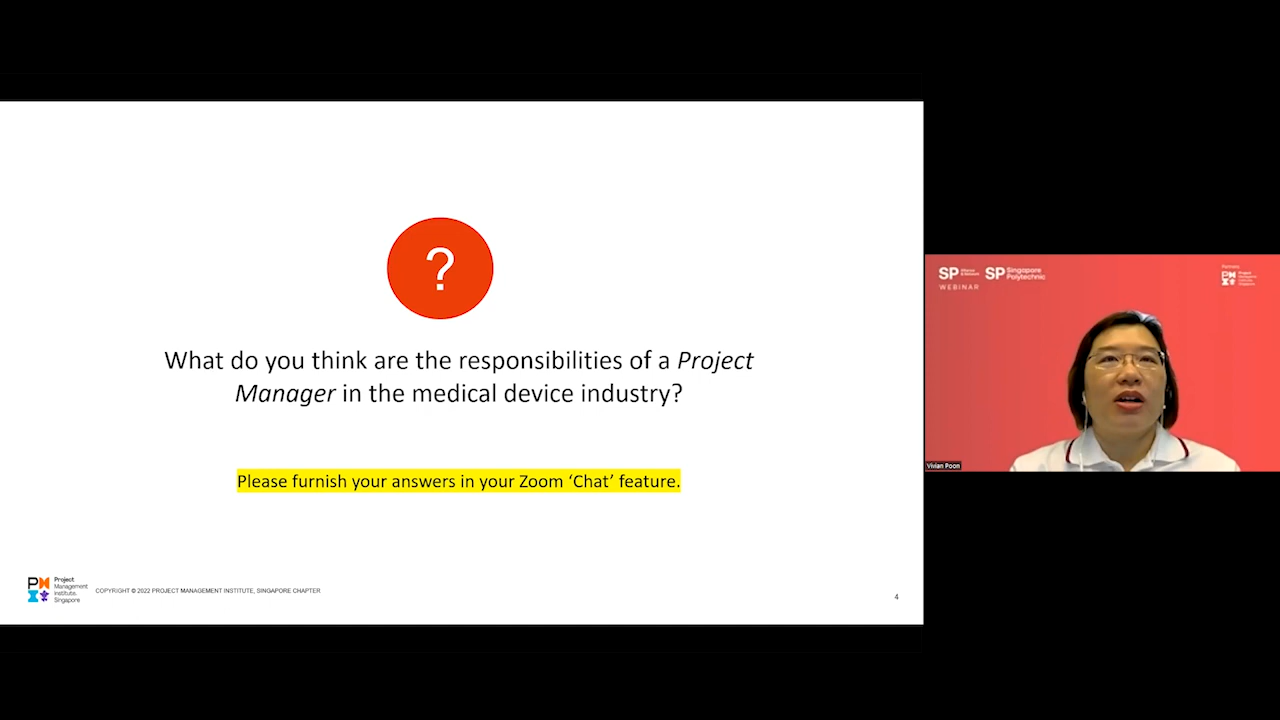 ?
What do you think are the responsibilities of a Project
Manager in the medical device industry?
Please furnish your answers in your Zoom ‘Chat’ feature.
PM
Project
Management
Institute.
Singapore
COPYRIGHT © 2022 PROJECT MANAGEMENT INSTITUTE, SINGAPORE CHAPTER
4
SP
SP Singapore
Polytechnic
WEBINAR
Partners:
Vivian Poon